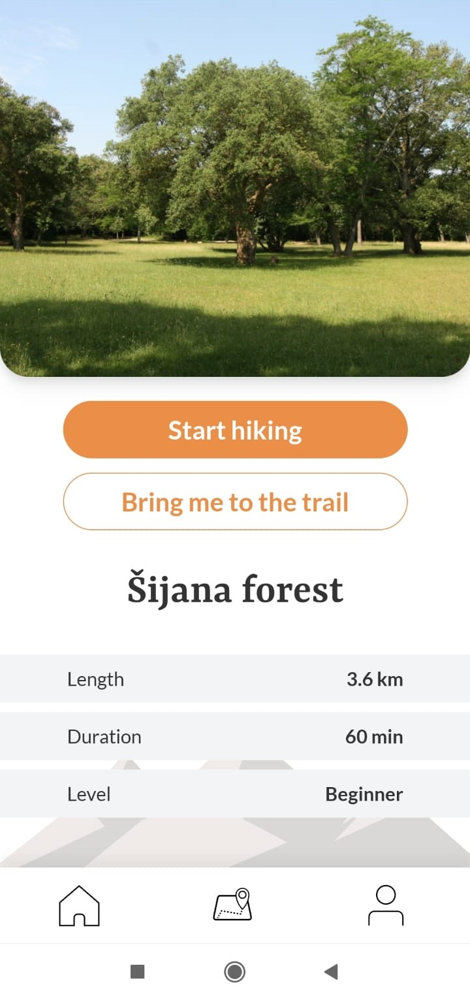 Start hiking
Bring me to the trail
Šijana forest
Length 3.6 km
Duration 60 min
Level Beginner